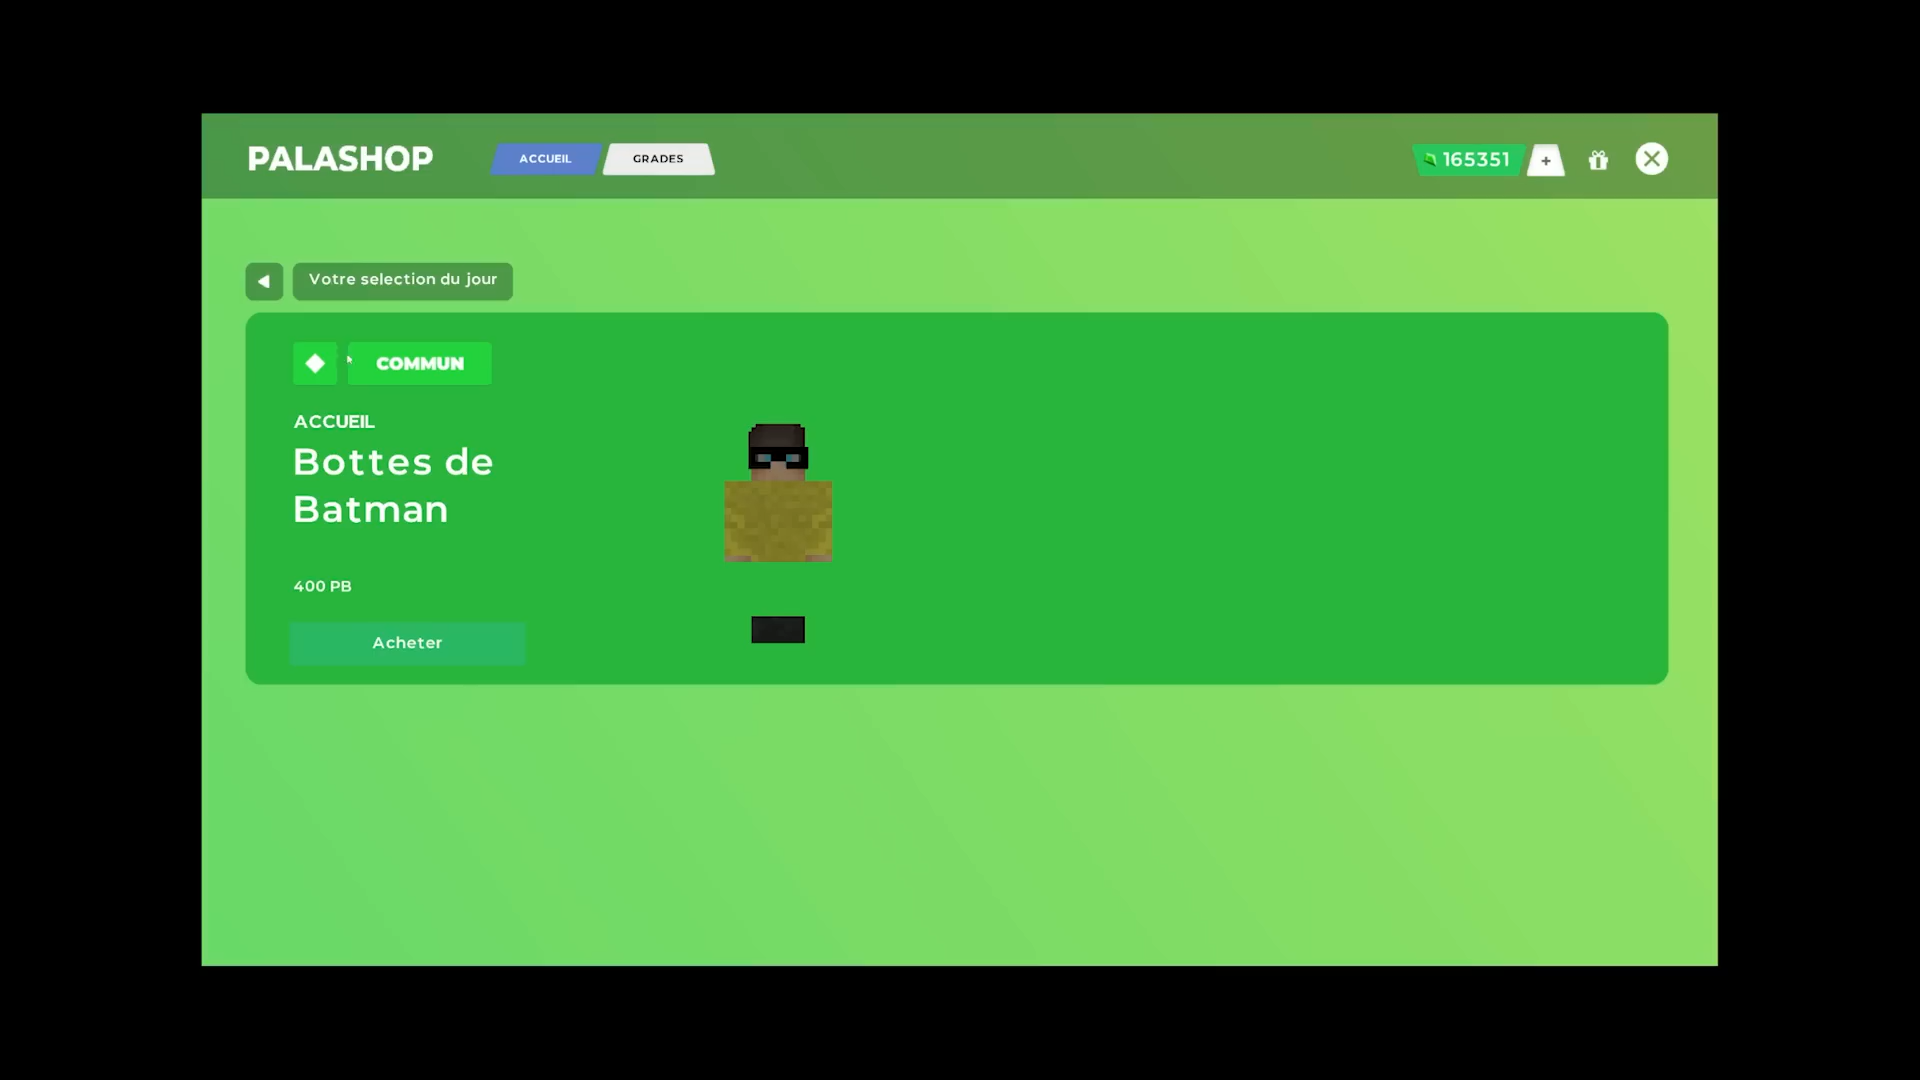 PALASHOP
ACCUEIL
GRADES
165351
+
Votre selection du jour
COMMUN
ACCUEIL
Bottes de
Batman
400 PB
Acheter